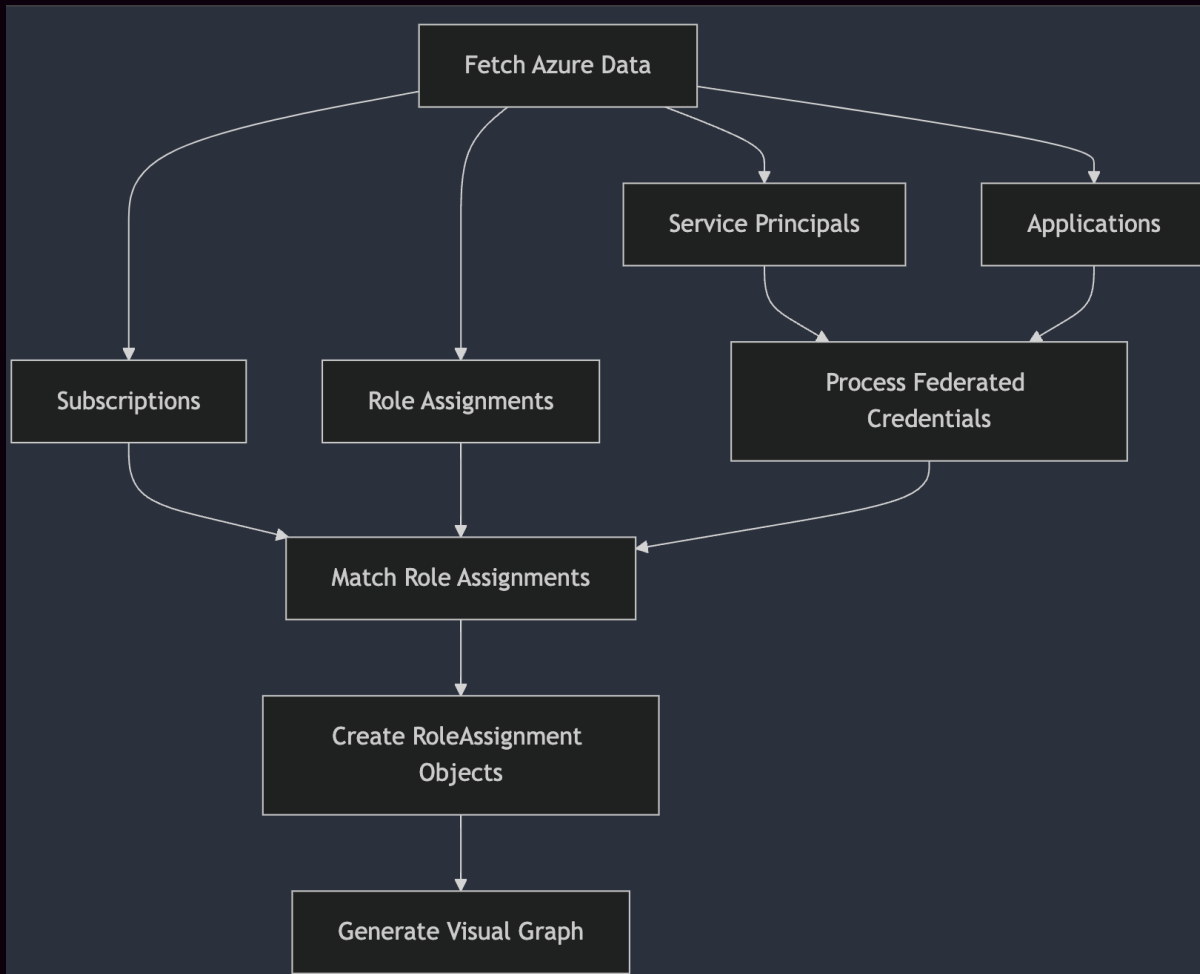 Fetch Azure Data
Service Principals
Applications
Subscriptions
Role Assignments
Process Federated
Credentials
Match Role Assignments
Create RoleAssignment
Objects
Generate Visual Graph